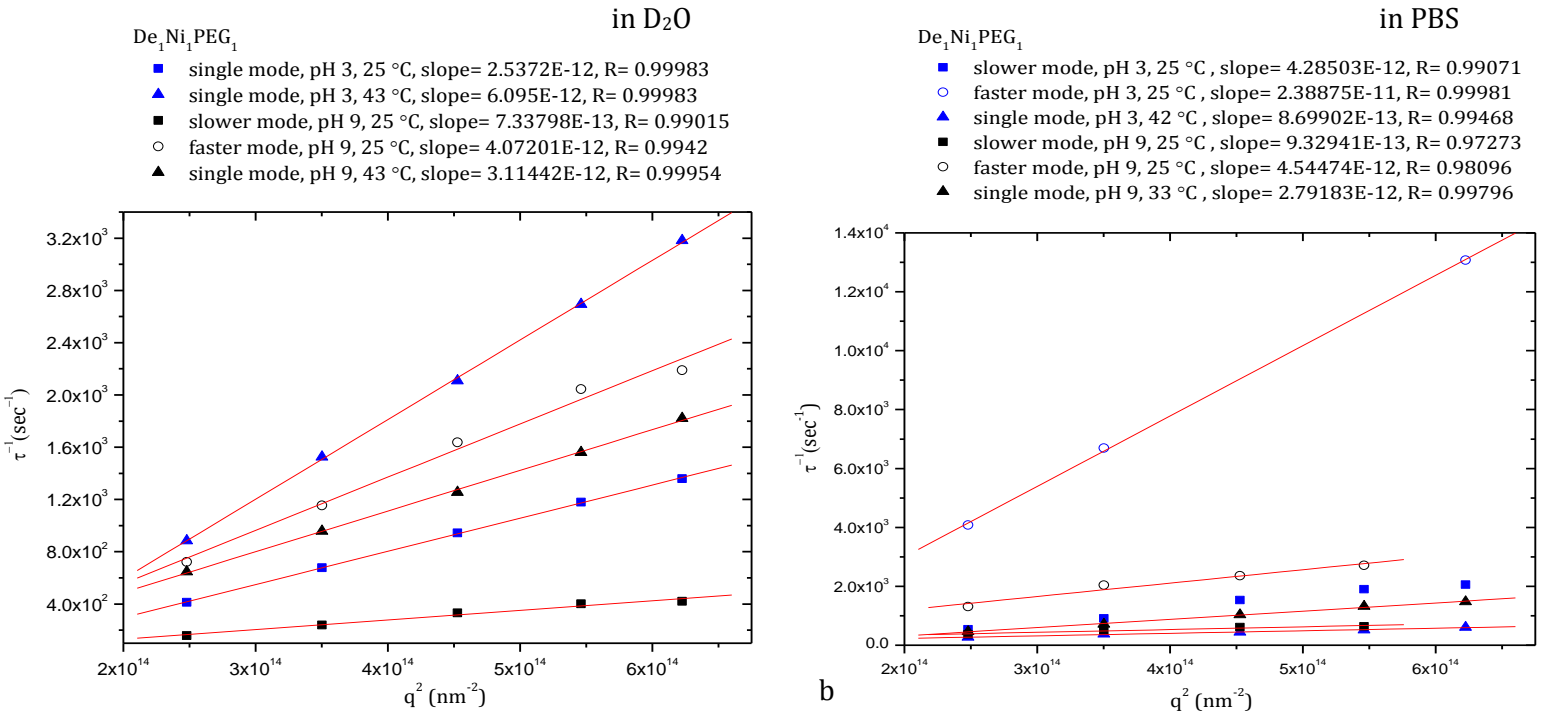 in D₂O
De₁Ni₁PEG₁
single mode, pH 3, 25 °C, slope= 2.5372E-12, R= 0.99983
single mode, pH 3, 43 °C, slope= 6.095E-12, R= 0.99983
slower mode, pH 9, 25 °C, slope= 7.33798E-13, R= 0.99015
faster mode, pH 9, 25 °C, slope= 4.07201E-12, R= 0.9942
single mode, pH 9, 43 °C, slope= 3.11442E-12, R= 0.99954
3.2x10³
2.8x10³
2.4x10³
2.0x10³
1.6x10³
1.2x10³
8.0x10²
4.0x10²
τ⁻¹(sec⁻¹)
2x10¹⁴ 3x10¹⁴ 4x10¹⁴ 5x10¹⁴ 6x10¹⁴
q² (nm⁻²)
in PBS
De₁Ni₁PEG₁
slower mode, pH 3, 25 °C , slope= 4.28503E-12, R= 0.99071
faster mode, pH 3, 25 °C , slope= 2.38875E-11, R= 0.99981
single mode, pH 3, 42 °C , slope= 8.69902E-13, R= 0.99468
slower mode, pH 9, 25 °C , slope= 9.32941E-13, R= 0.97273
faster mode, pH 9, 25 °C , slope= 4.54474E-12, R= 0.98096
single mode, pH 9, 33 °C , slope= 2.79183E-12, R= 0.99796
1.4x10⁴
1.2x10⁴
1.0x10⁴
8.0x10³
6.0x10³
4.0x10³
2.0x10³
0.0
τ⁻¹(sec⁻¹)
2x10¹⁴ 3x10¹⁴ 4x10¹⁴ 5x10¹⁴ 6x10¹⁴
q² (nm⁻²)
b